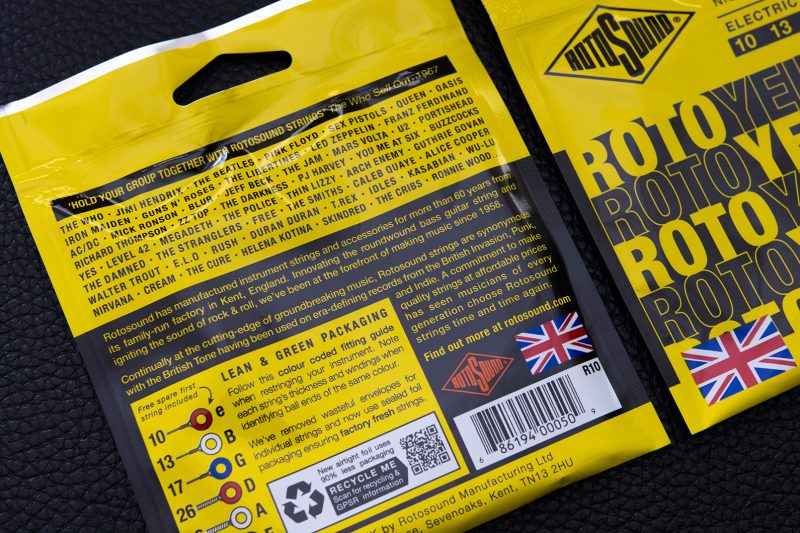 'HOLD YOUR GROUP TOGETHER WITH ROTOSOUND STRINGS' The Who Sell Out, 1967
THE WHO • JIMI HENDRIX • THE BEATLES • PINK FLOYD • SEX PISTOLS • QUEEN • OASIS
IRON MAIDEN • GUNS N' ROSES • THE LIBERTINES • LED ZEPPELIN • FRANZ FERDINAND
AC/DC • MICK RONSON • BLUR • JEFF BECK • THE JAM • MARS VOLTA • U2 • PORTISHEAD
RICHARD THOMPSON • ZZ TOP • THE DARKNESS • PJ HARVEY • YOU ME AT SIX • BUZZCOCKS
YES • LEVEL 42 • MEGADETH • THE POLICE • THIN LIZZY • ARCH ENEMY • GUTHRIE GOVAN
THE DAMNED • THE STRANGLERS • FREE • THE SMITHS • CALEB QUAYE • ALICE COOPER
WALTER TROUT • E.L.O • RUSH • DURAN DURAN • T.REX • IDLES • KASABIAN • WU-LU
NIRVANA • CREAM • THE CURE • HELENA KOTINA • SKINDRED • THE CRIBS • RONNIE WOOD
Rotosound has manufactured instrument strings and accessories for more than 60 years from
its family-run factory in Kent, England. Innovating the roundwound bass guitar string and
igniting the sound of rock & roll, we've been at the forefront of making music since 1958.
Continually at the cutting-edge of groundbreaking music, Rotosound strings are synonymous
with the British Tone having been used on era-defining records from the British Invasion, Punk,
and Indie. A commitment to make
quality strings at affordable prices
has seen musicians of every
generation choose Rotosound
strings time and time again.
Find out more at rotosound.com
LEAN & GREEN PACKAGING
Follow this colour coded fitting guide
when restringing your instrument. Note
each string's thickness and windings when
identifying ball ends of the same colour.
We've removed wasteful envelopes for
individual strings and now use sealed foil
packaging ensuring factory fresh strings.
Free spare first
string included
10 e
13 B
17 G
26 D
A
New airtight foil uses
90% less packaging
RECYCLE ME
Scan for recycling &
GPSR information
ROTOSOUND
R10
6 86194 00050 9
by Rotosound Manufacturing Ltd
Sevenoaks, Kent, TN13 2HU
ROTOSOUND®
ELECTRIC
10 13
ROTOYEL
ROTOYE
ROTOY
ROTOY